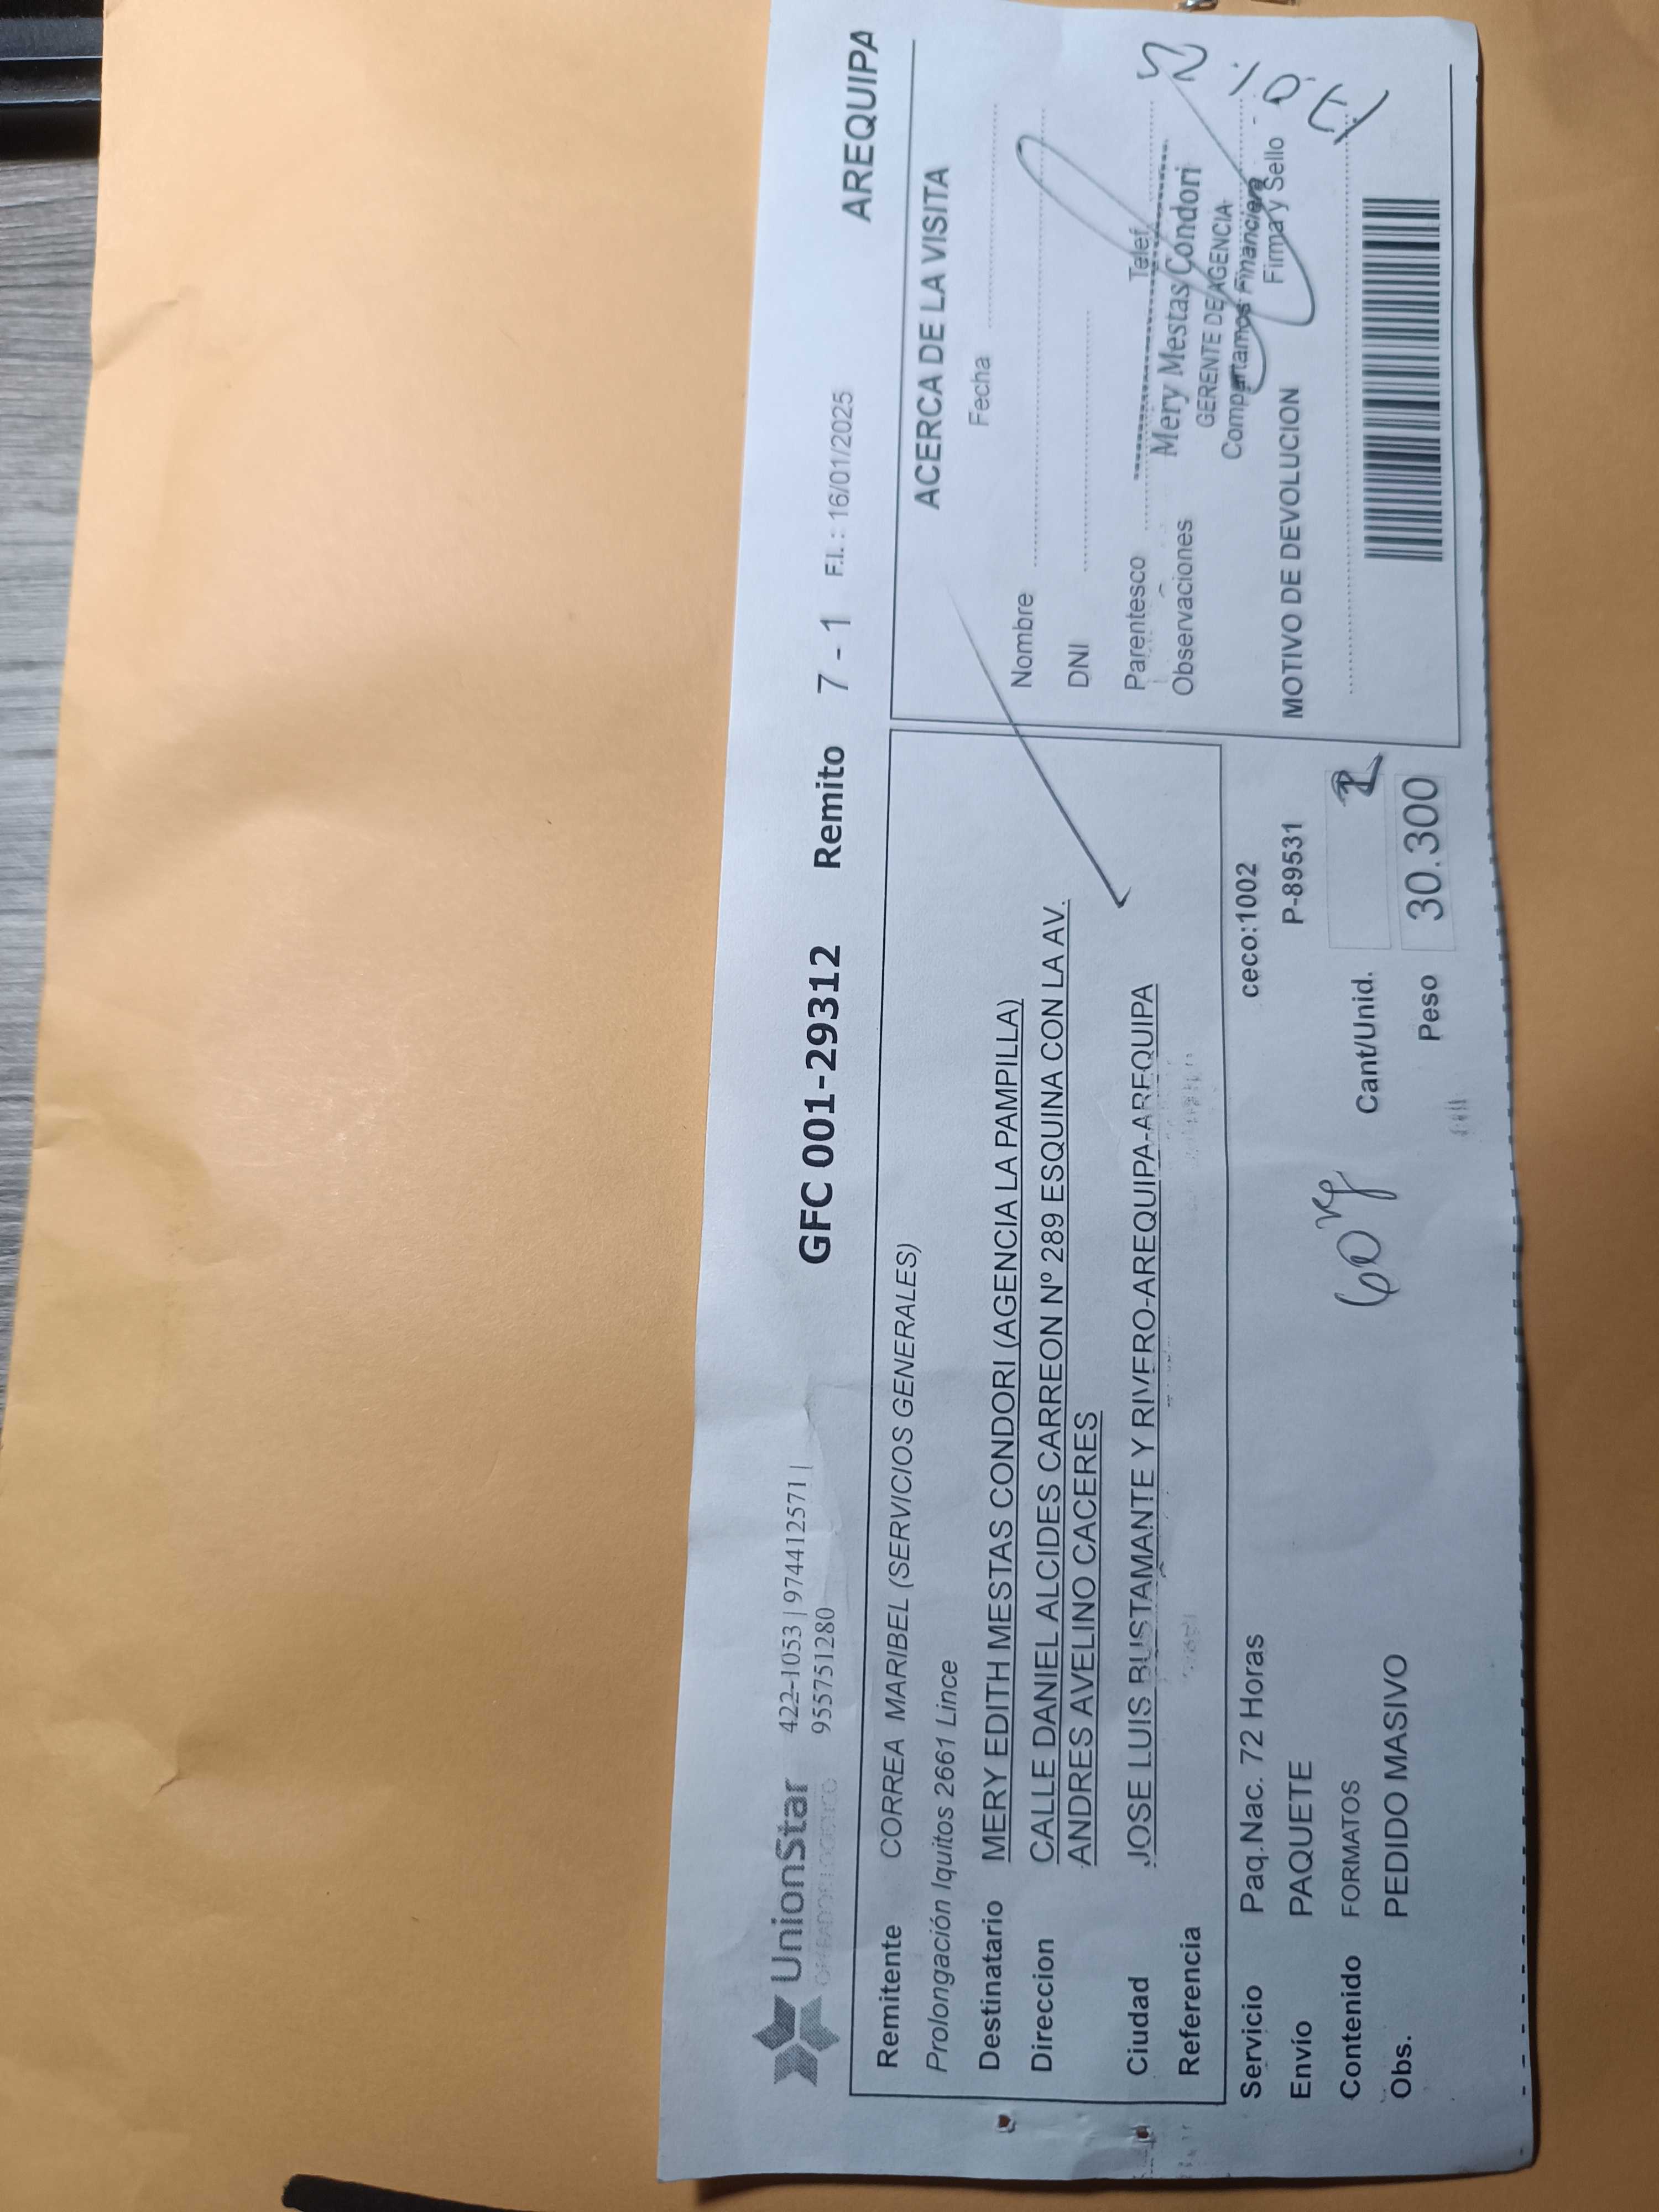 UnionStar
OPERADOR LOGISTICO
422-1053 | 974412571 |
955751280
GFC 001-29312 Remito 7 - 1 F.I. : 16/01/2025 AREQUIPA
Remitente CORREA MARIBEL (SERVICIOS GENERALES)
Prolongación Iquitos 2661 Lince
Destinatario MERY EDITH MESTAS CONDORI (AGENCIA LA PAMPILLA)
Direccion CALLE DANIEL ALCIDES CARREON Nº 289 ESQUINA CON LA AV.
ANDRES AVELINO CACERES
Ciudad JOSE LUIS BUSTAMANTE Y RIVERO-AREQUIPA-AREQUIPA
Referencia
Servicio Paq.Nac. 72 Horas ceco:1002
Envío PAQUETE P-89531
Contenido FORMATOS
Cant/Unid. 2
Obs. PEDIDO MASIVO
Peso 30.300
60 kg
ACERCA DE LA VISITA
Fecha
Nombre
DNI
Parentesco Telef.
Observaciones
Mery Mestas Condori
GERENTE DE AGENCIA
Compartamos Financiera
Firma y Sello
MOTIVO DE DEVOLUCION